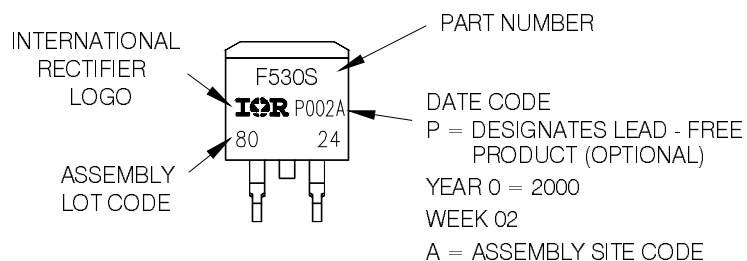 PART NUMBER
INTERNATIONAL
RECTIFIER
LOGO
F530S
IOR P002A
80 24
ASSEMBLY
LOT CODE
DATE CODE
P = DESIGNATES LEAD - FREE
PRODUCT (OPTIONAL)
YEAR 0 = 2000
WEEK 02
A = ASSEMBLY SITE CODE